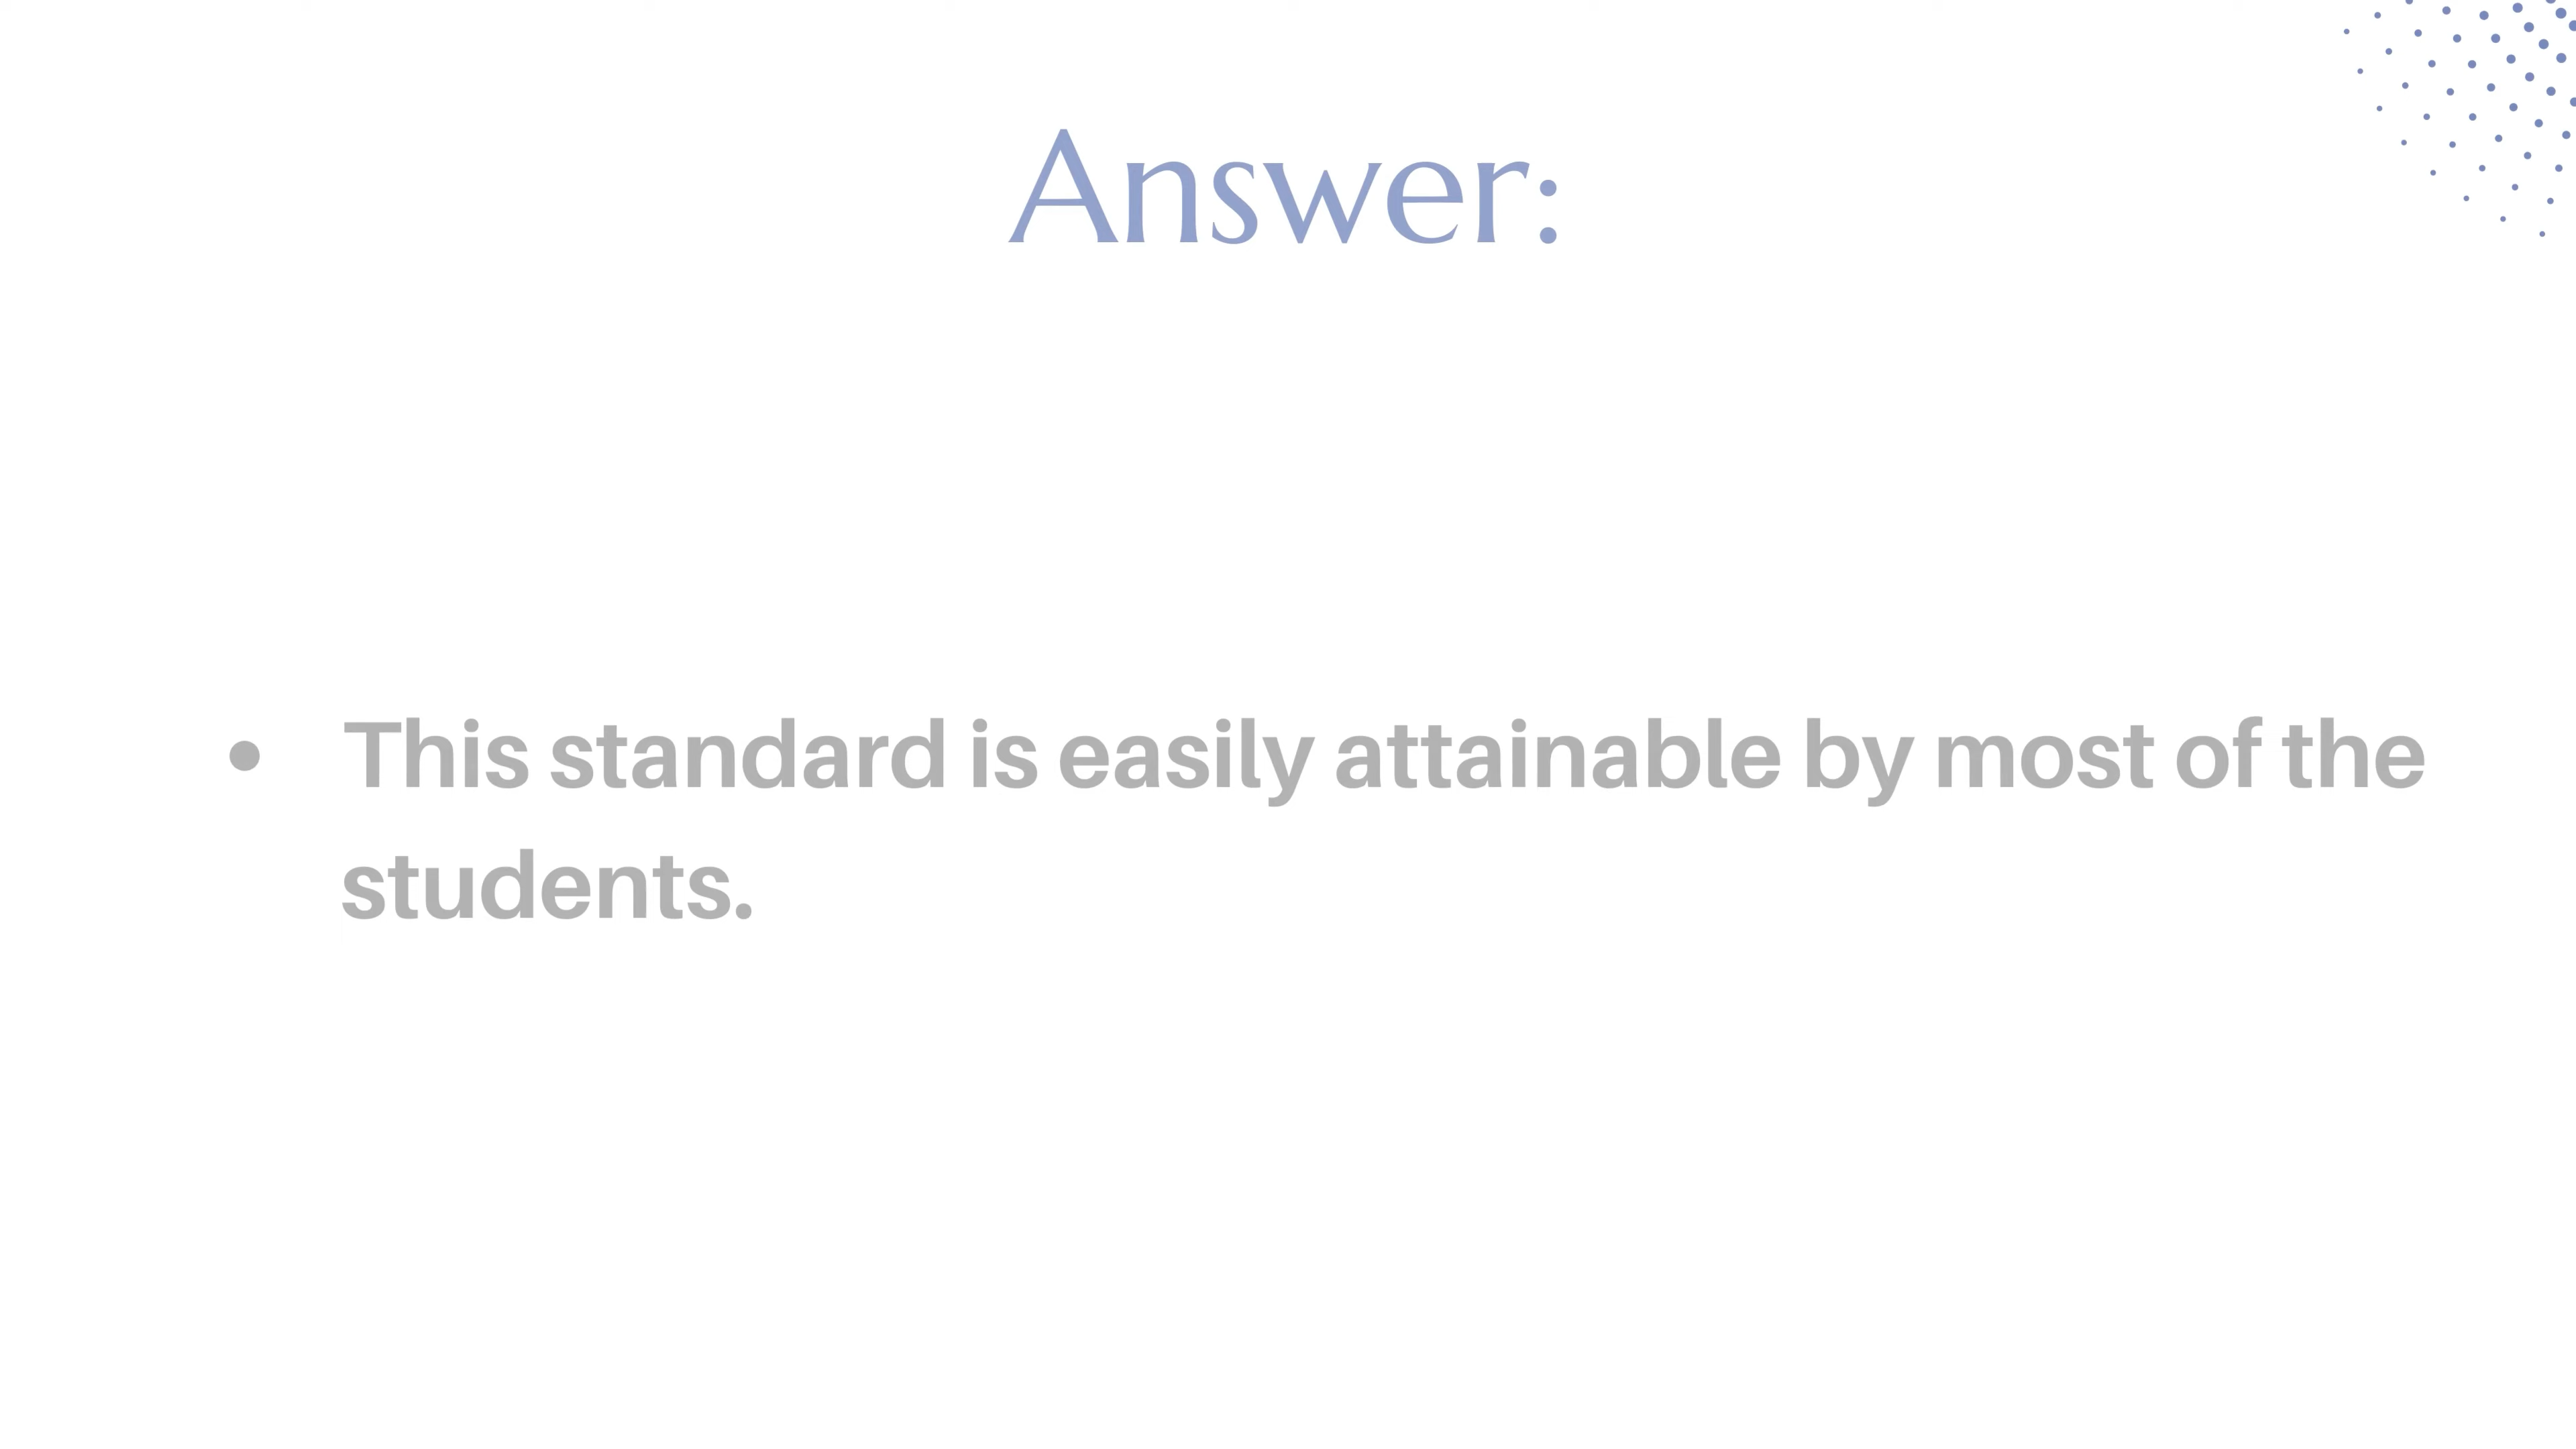 Answer:
• This standard is easily attainable by most of the
students.